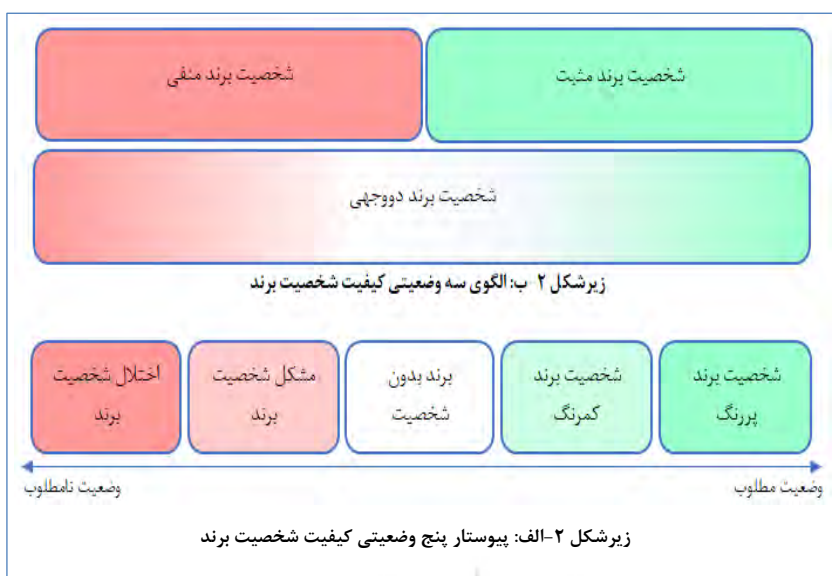 شخصیت برند مثبت
شخصیت برند منفی
شخصیت برند دووجهی
زیرشکل ۲ ب: الگوی سه وضعیتی کیفیت شخصیت برند
شخصیت برند
پررنگ
شخصیت برند
کمرنگ
برند بدون
شخصیت
مشکل شخصیت
برند
اختلال شخصیت
برند
وضعیت مطلوب
وضعیت نامطلوب
زیرشکل ۲-الف: پیوستار پنج وضعیتی کیفیت شخصیت برند